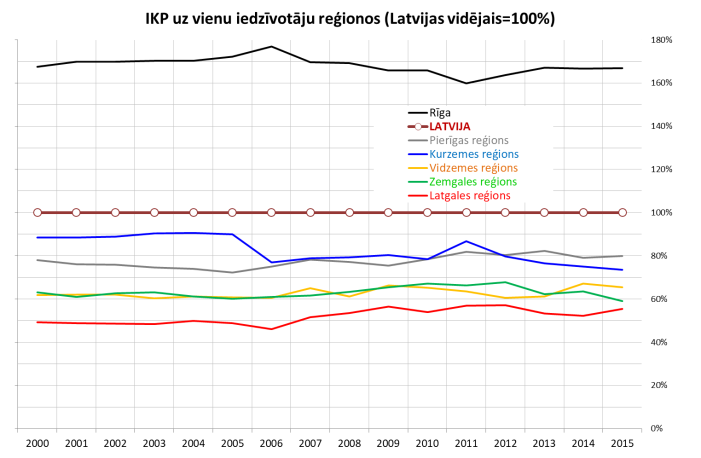 IKP uz vienu iedzīvotāju reģionos (Latvijas vidējais=100%)
180%
160%
140%
120%
100%
80%
60%
40%
20%
0%
Rīga
LATVIJA
Pierīgas reģions
Kurzemes reģions
Vidzemes reģions
Zemgales reģions
Latgales reģions
2000 2001 2002 2003 2004 2005 2006 2007 2008 2009 2010 2011 2012 2013 2014 2015